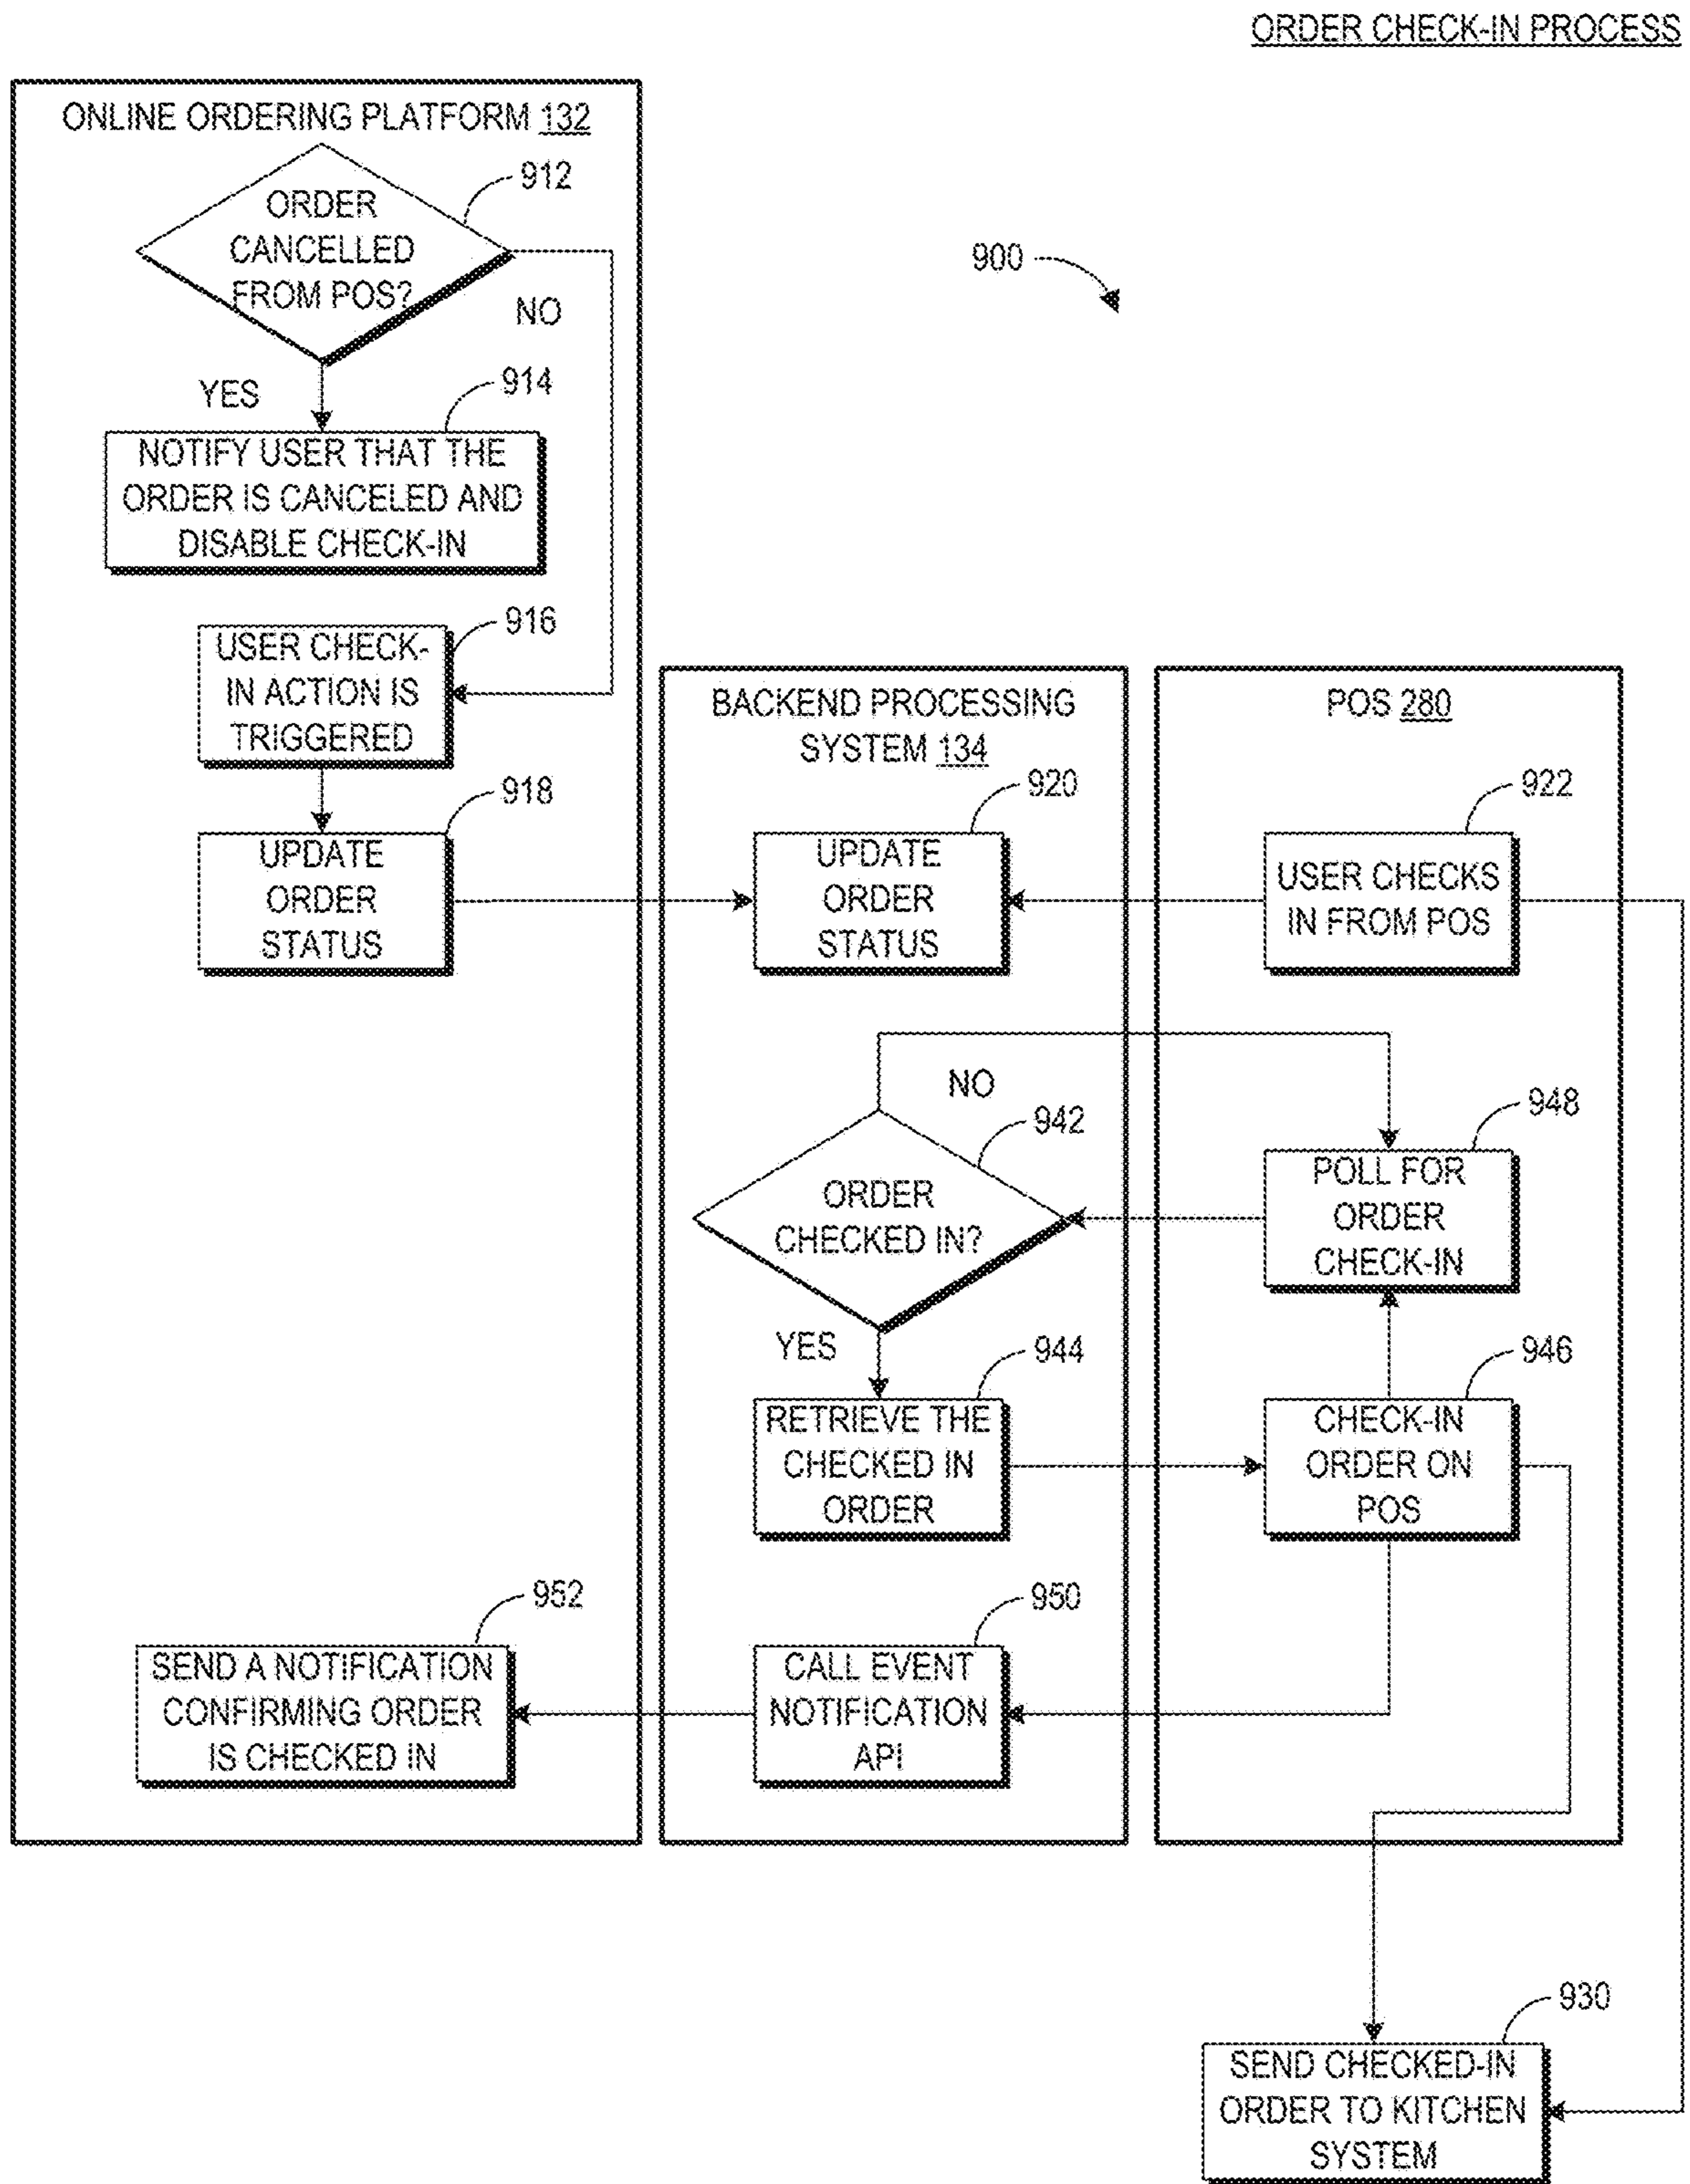 ORDER CHECK-IN PROCESS
ONLINE ORDERING PLATFORM 132
912
ORDER
CANCELLED
FROM POS?
NO
YES
914
NOTIFY USER THAT THE
ORDER IS CANCELED AND
DISABLE CHECK-IN
916
USER CHECK-
IN ACTION IS
TRIGGERED
918
UPDATE
ORDER
STATUS
900
BACKEND PROCESSING
SYSTEM 134
920
UPDATE
ORDER
STATUS
POS 280
922
USER CHECKS
IN FROM POS
NO
942
ORDER
CHECKED IN?
YES
948
POLL FOR
ORDER
CHECK-IN
944
RETRIEVE THE
CHECKED IN
ORDER
946
CHECK-IN
ORDER ON
POS
952
SEND A NOTIFICATION
CONFIRMING ORDER
IS CHECKED IN
950
CALL EVENT
NOTIFICATION
API
930
SEND CHECKED-IN
ORDER TO KITCHEN
SYSTEM